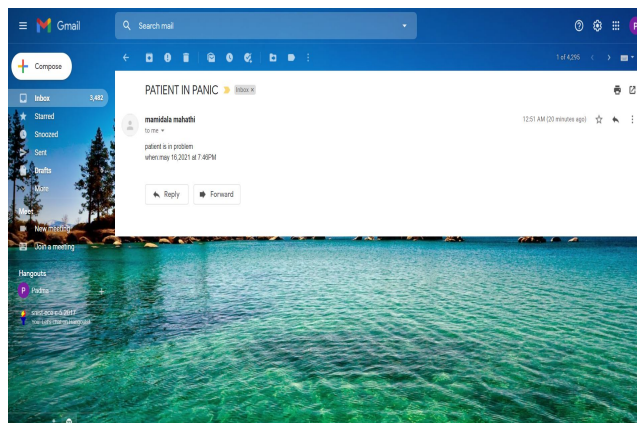 Gmail
Search mail
Compose
1 of 4,295
Inbox 3,482
Starred
Snoozed
Sent
Drafts
More
Meet
New meeting
Join a meeting
Hangouts
Padma
PATIENT IN PANIC Inbox x
mamidala mahathi
12:51 AM (20 minutes ago)
to me
patient is in problem
when:may 16,2021 at 7:46PM
Reply
Forward